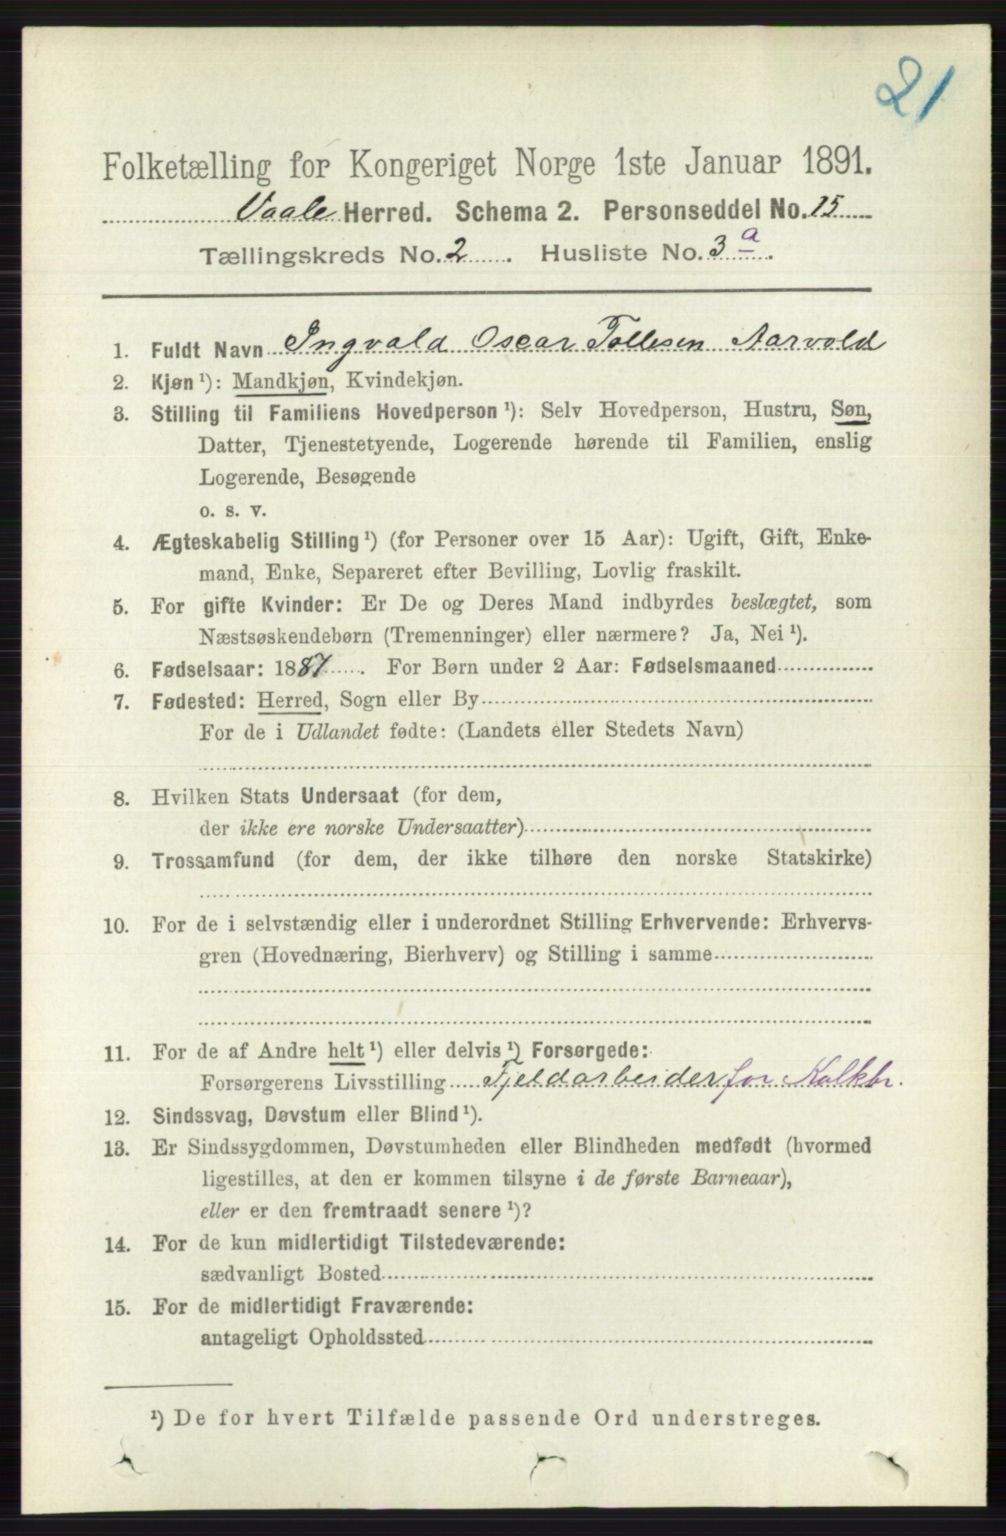 21
Folketælling for Kongeriget Norge 1ste Januar 1891.
Vaale Herred. Schema 2. Personseddel No. 15
Tællingskreds No. 2. Husliste No. 3 a.
1. Fuldt Navn Ingvald Oscar Tollesen Aarvold
2. Kjøn ¹): Mandkjøn, Kvindekjøn.
3. Stilling til Familiens Hovedperson ¹): Selv Hovedperson, Hustru, Søn,
Datter, Tjenestetyende, Logerende hørende til Familien, enslig
Logerende, Besøgende
o. s. v.
4. Ægteskabelig Stilling ¹) (for Personer over 15 Aar): Ugift, Gift, Enke-
mand, Enke, Separeret efter Bevilling, Lovlig fraskilt.
5. For gifte Kvinder: Er De og Deres Mand indbyrdes beslægtet, som
Næstsøskendebørn (Tremenninger) eller nærmere? Ja, Nei ¹).
6. Fødselsaar: 1887. For Børn under 2 Aar: Fødselsmaaned
7. Fødested: Herred, Sogn eller By
For de i Udlandet fødte: (Landets eller Stedets Navn)
8. Hvilken Stats Undersaat (for dem,
der ikke ere norske Undersaatter)
9. Trossamfund (for dem, der ikke tilhøre den norske Statskirke)
10. For de i selvstændig eller i underordnet Stilling Erhvervende: Erhvervs-
gren (Hovednæring, Bierhverv) og Stilling i samme
11. For de af Andre helt ¹) eller delvis ¹) Forsørgede:
Forsørgerens Livsstilling Fjeldarbeider for Kalkbr.
12. Sindssvag, Døvstum eller Blind ¹).
13. Er Sindssygdommen, Døvstumheden eller Blindheden medfødt (hvormed
ligestilles, at den er kommen tilsyne i de første Barneaar),
eller er den fremtraadt senere ¹)?
14. For de kun midlertidigt Tilstedeværende:
sædvanligt Bosted
15. For de midlertidigt Fraværende:
antageligt Opholdssted
¹) De for hvert Tilfælde passende Ord understreges.